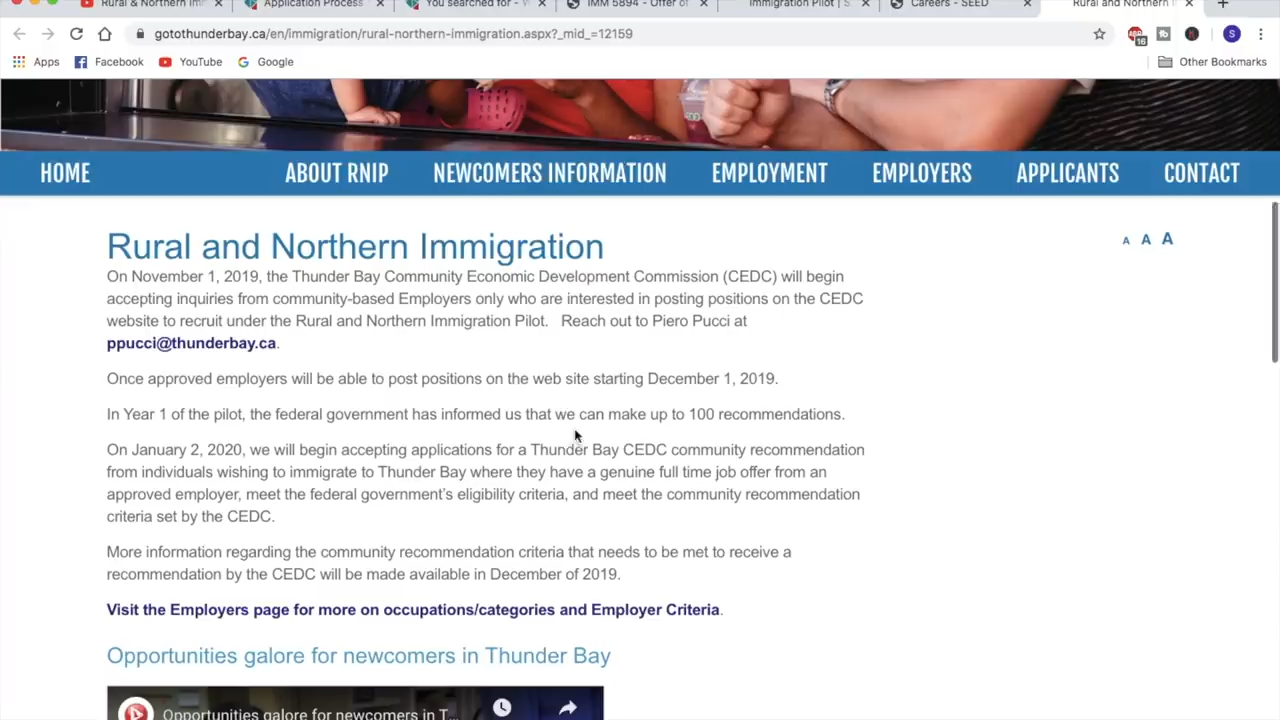 Rural & Northern Imm
Application Process
You searched for -
IMM 5894 - Offer of
Immigration Pilot | S
Careers - SEED
Rural and Northern
gotothunderbay.ca/en/immigration/rural-northern-immigration.aspx?_mid_=12159
16
S
Apps
Facebook
YouTube
Google
Other Bookmarks
HOME
ABOUT RNIP
NEWCOMERS INFORMATION
EMPLOYMENT
EMPLOYERS
APPLICANTS
CONTACT
Rural and Northern Immigration
A A A
On November 1, 2019, the Thunder Bay Community Economic Development Commission (CEDC) will begin
accepting inquiries from community-based Employers only who are interested in posting positions on the CEDC
website to recruit under the Rural and Northern Immigration Pilot. Reach out to Piero Pucci at
ppucci@thunderbay.ca.
Once approved employers will be able to post positions on the web site starting December 1, 2019.
In Year 1 of the pilot, the federal government has informed us that we can make up to 100 recommendations.
On January 2, 2020, we will begin accepting applications for a Thunder Bay CEDC community recommendation
from individuals wishing to immigrate to Thunder Bay where they have a genuine full time job offer from an
approved employer, meet the federal government's eligibility criteria, and meet the community recommendation
criteria set by the CEDC.
More information regarding the community recommendation criteria that needs to be met to receive a
recommendation by the CEDC will be made available in December of 2019.
Visit the Employers page for more on occupations/categories and Employer Criteria.
Opportunities galore for newcomers in Thunder Bay
Opportunities galore for newcomers in T...